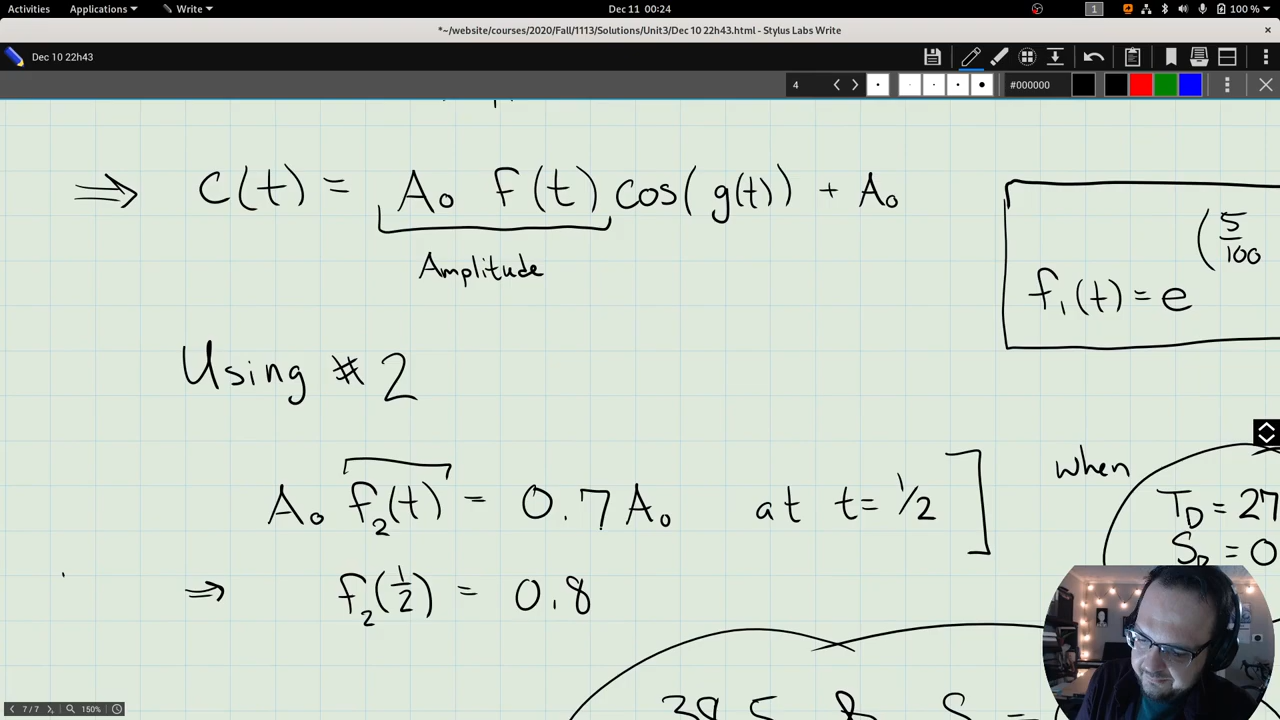 Activities Applications Write Dec 11 00:24 1 100 %
*~/website/courses/2020/Fall/1113/Solutions/Unit3/Dec 10 22h43.html - Stylus Labs Write
Dec 10 22h43
4 #000000
⇒ C(t) = A₀ f(t) cos(g(t)) + A₀
Amplitude
(5/100
f₁(t) = e
Using # 2
A₀ f₂(t) = 0.7 A₀ at t = 1/2 ]
when
T_D = 27
S_D = 0
⇒ f₂(1/2) = 0.8
7 / 7 150%